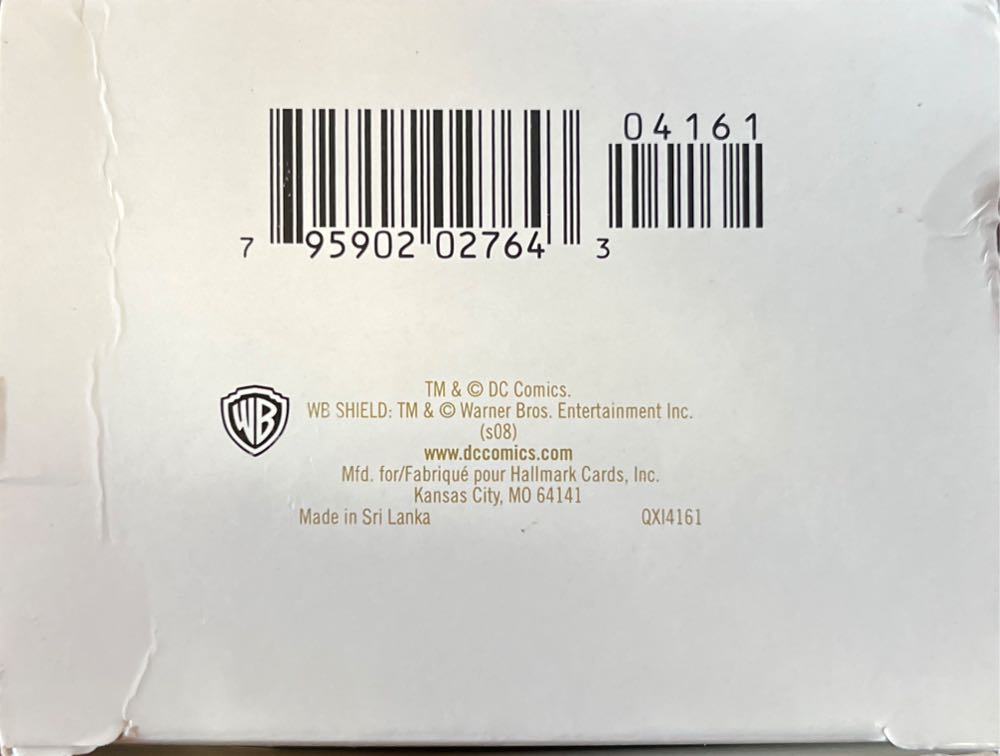 04161
7 95902 02764 3
WB
TM & © DC Comics.
WB SHIELD: TM & © Warner Bros. Entertainment Inc.
(s08)
www.dccomics.com
Mfd. for/Fabriqué pour Hallmark Cards, Inc.
Kansas City, MO 64141
Made in Sri Lanka QXI4161